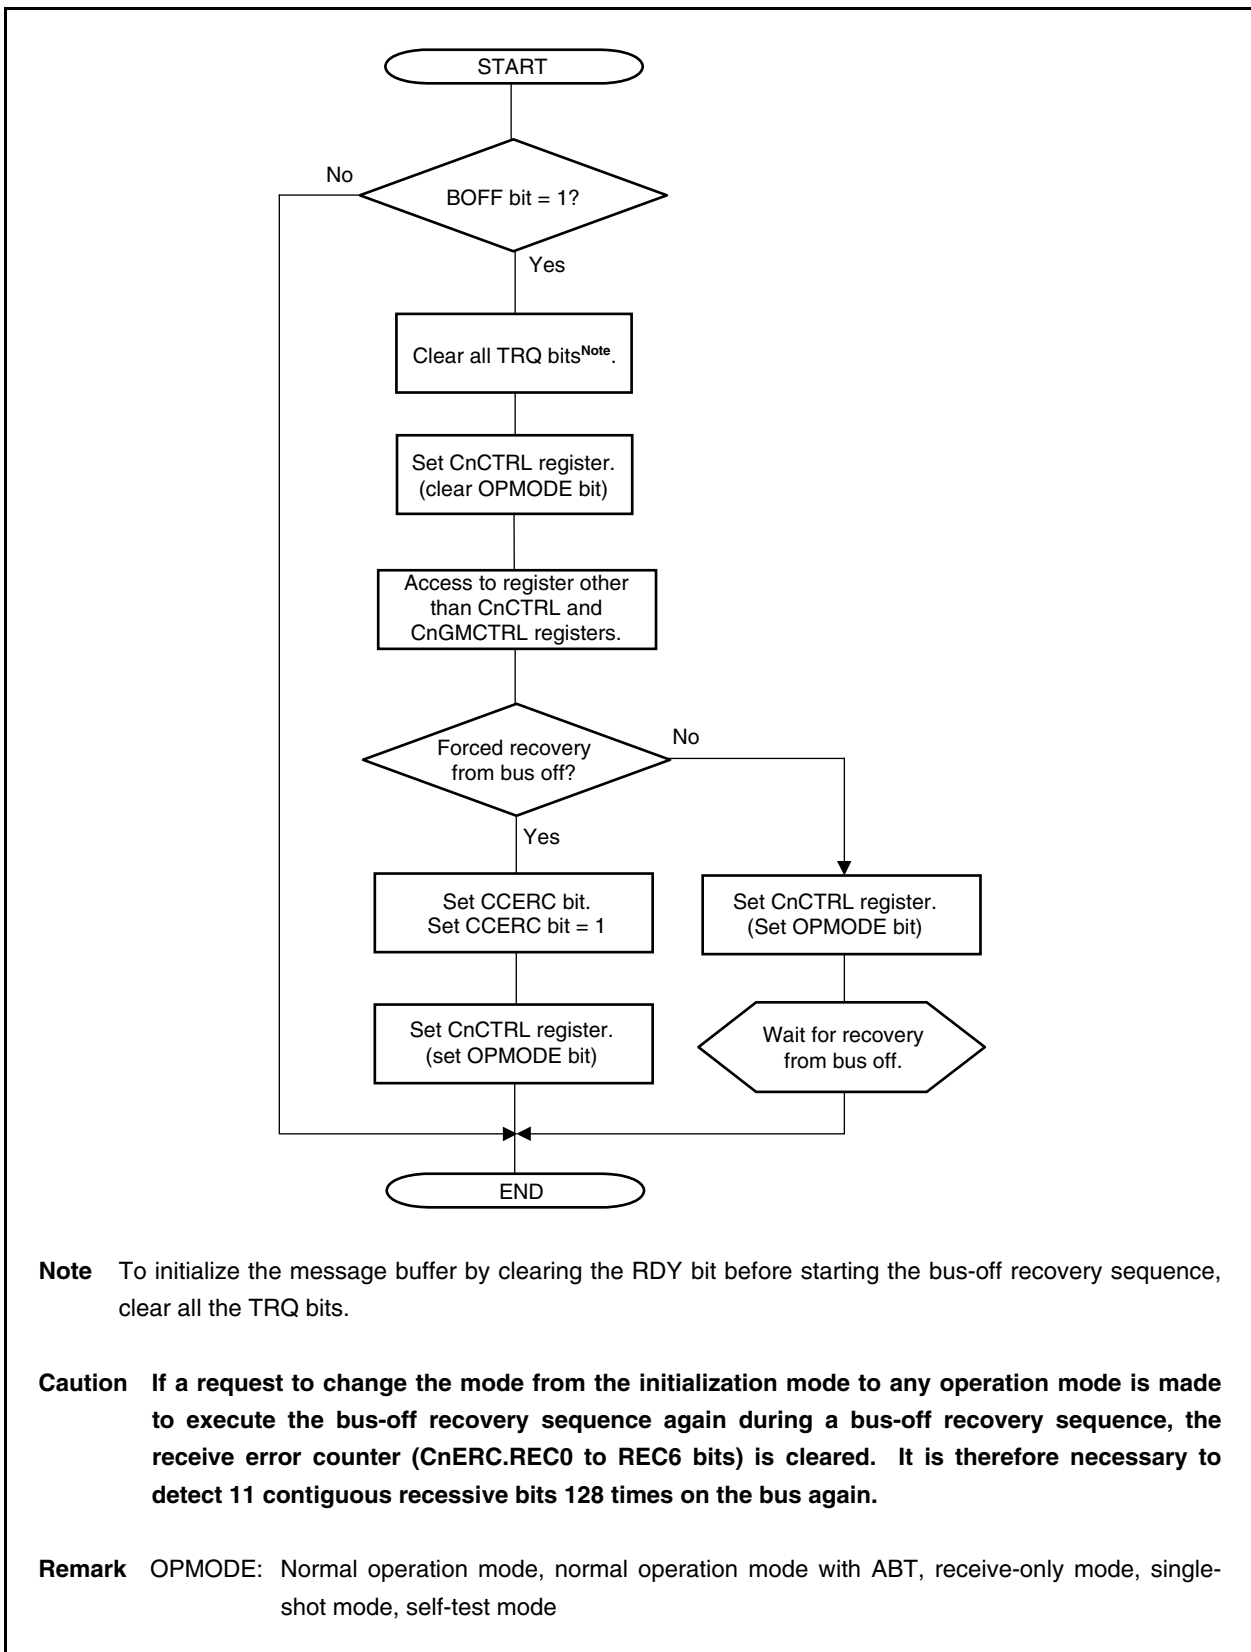 START
No
BOFF bit = 1?
Yes
Clear all TRQ bitsNote.
Set CnCTRL register.
(clear OPMODE bit)
Access to register other
than CnCTRL and
CnGMCTRL registers.
Forced recovery
from bus off?
No
Yes
Set CCERC bit.
Set CCERC bit = 1
Set CnCTRL register.
(Set OPMODE bit)
Set CnCTRL register.
(set OPMODE bit)
Wait for recovery
from bus off.
END
Note To initialize the message buffer by clearing the RDY bit before starting the bus-off recovery sequence,
clear all the TRQ bits.
Caution If a request to change the mode from the initialization mode to any operation mode is made
to execute the bus-off recovery sequence again during a bus-off recovery sequence, the
receive error counter (CnERC.REC0 to REC6 bits) is cleared. It is therefore necessary to
detect 11 contiguous recessive bits 128 times on the bus again.
Remark OPMODE: Normal operation mode, normal operation mode with ABT, receive-only mode, single-
shot mode, self-test mode